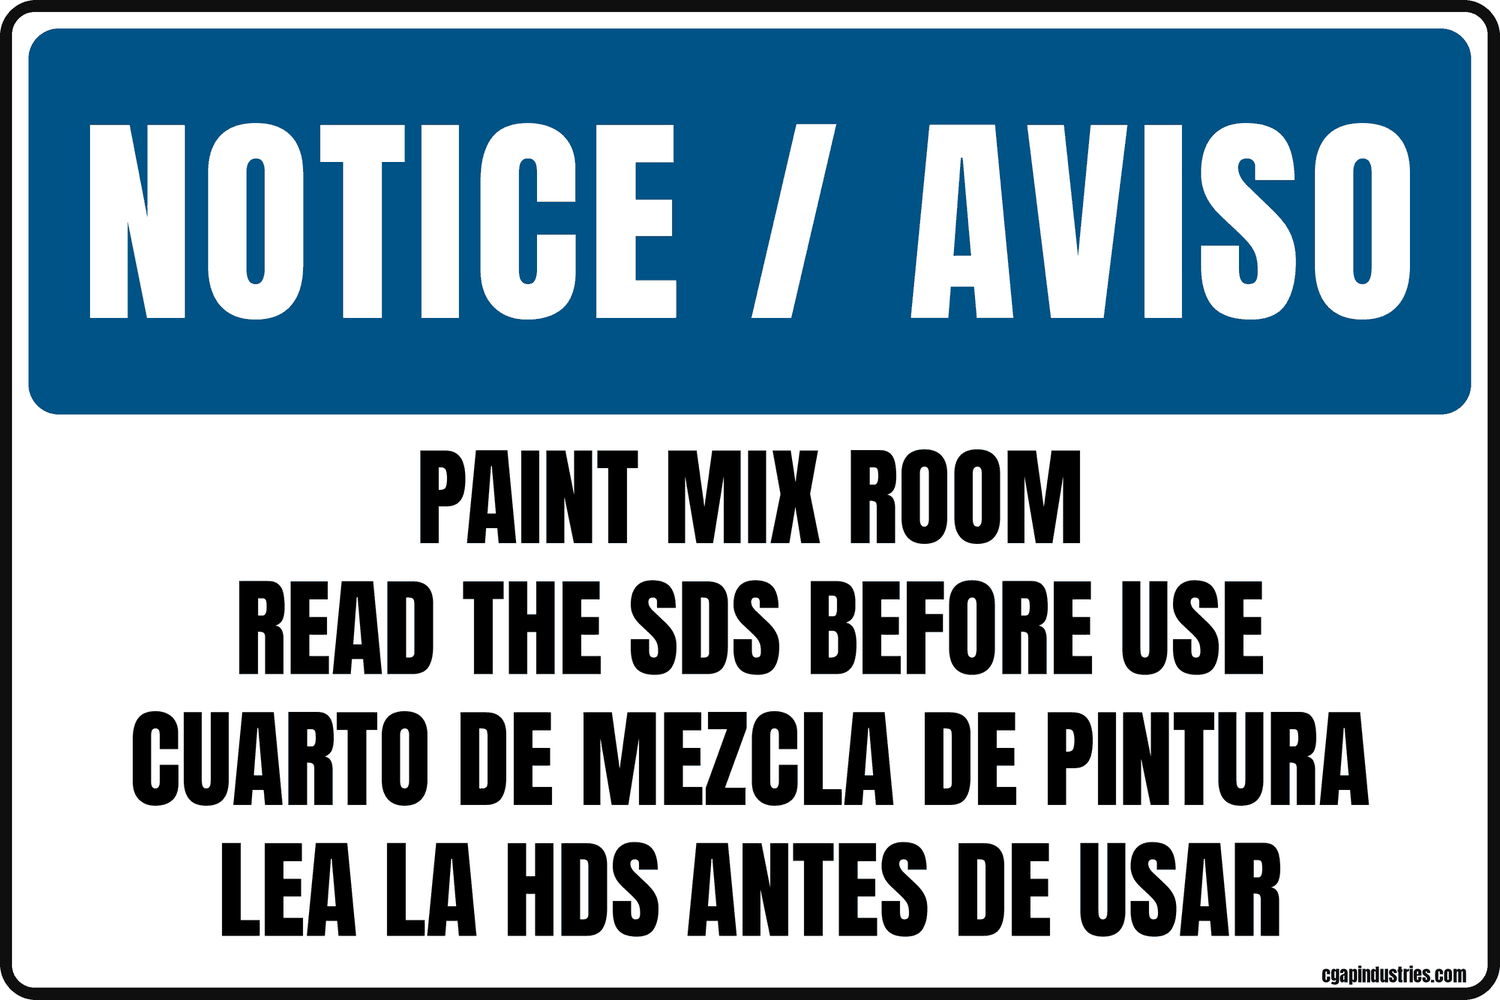 NOTICE / AVISO
PAINT MIX ROOM
READ THE SDS BEFORE USE
CUARTO DE MEZCLA DE PINTURA
LEA LA HDS ANTES DE USAR
cgapindustries.com